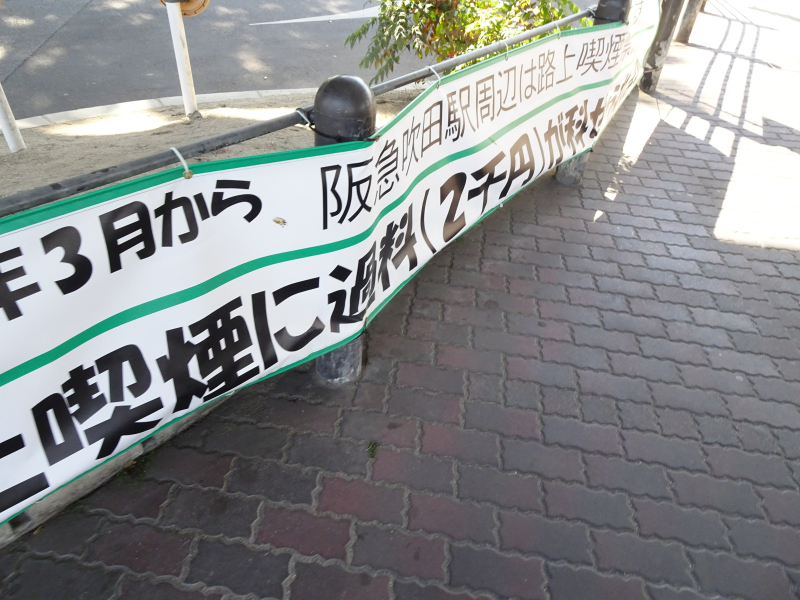 年3月から 阪急吹田駅周辺は路上喫煙
上喫煙に過料(2千円)が科せ